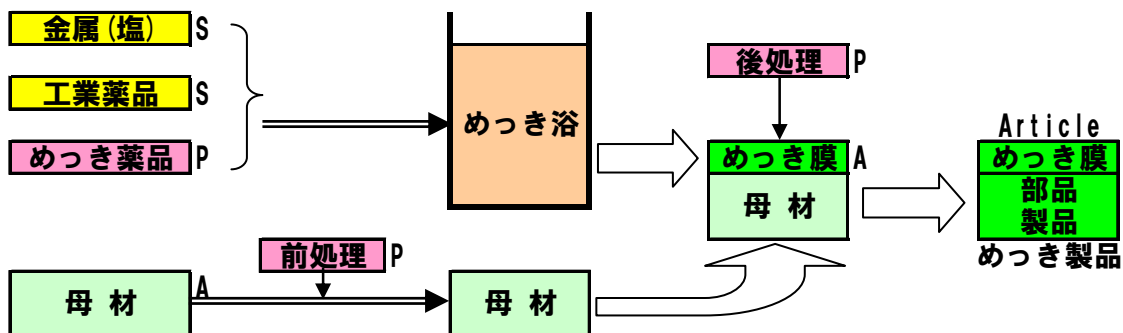 金属(塩) S
工業薬品 S
めっき薬品 P
めっき浴
後処理 P
めっき膜 A
母 材
Article
めっき膜
部品
製品
めっき製品
前処理 P
母 材 A
母 材